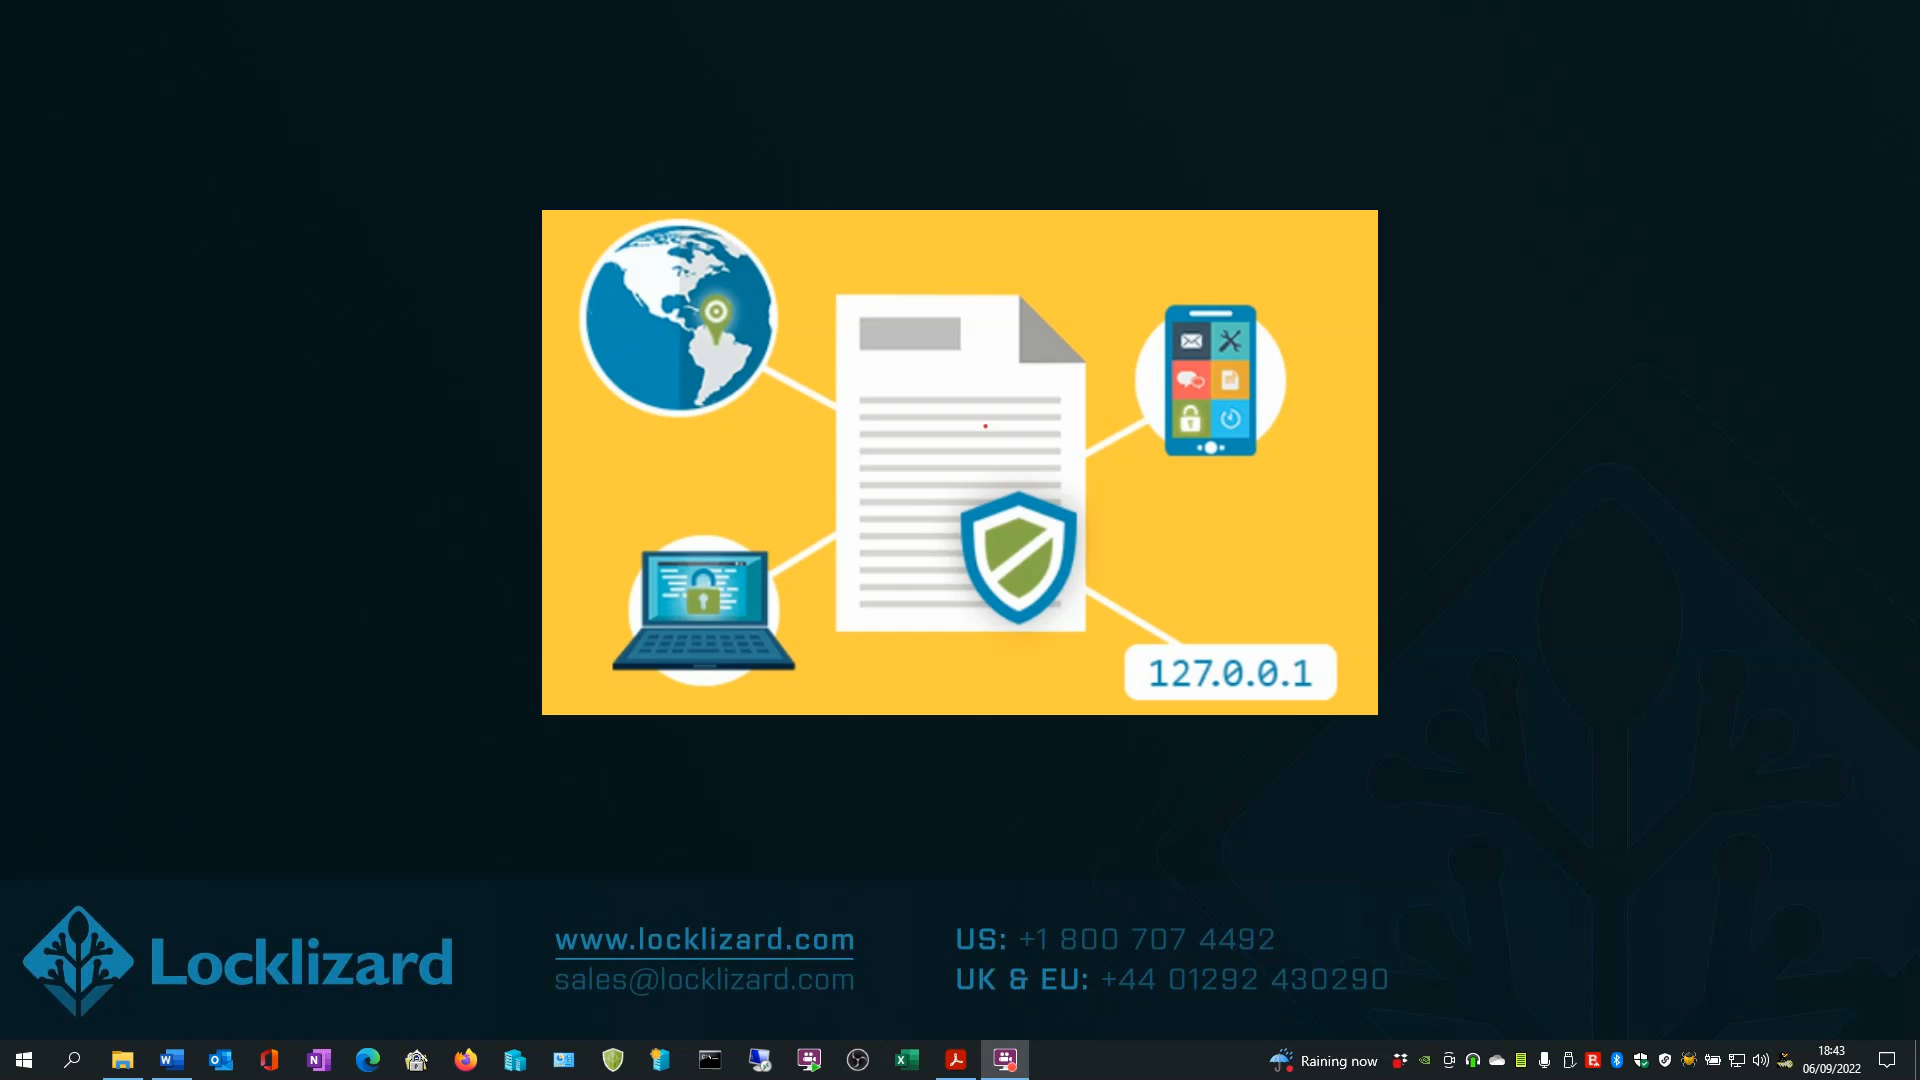 127.0.0.1
Locklizard
www.locklizard.com
sales@locklizard.com
US: +1 800 707 4492
UK & EU: +44 01292 430290
Raining now
18:43
06/09/2022